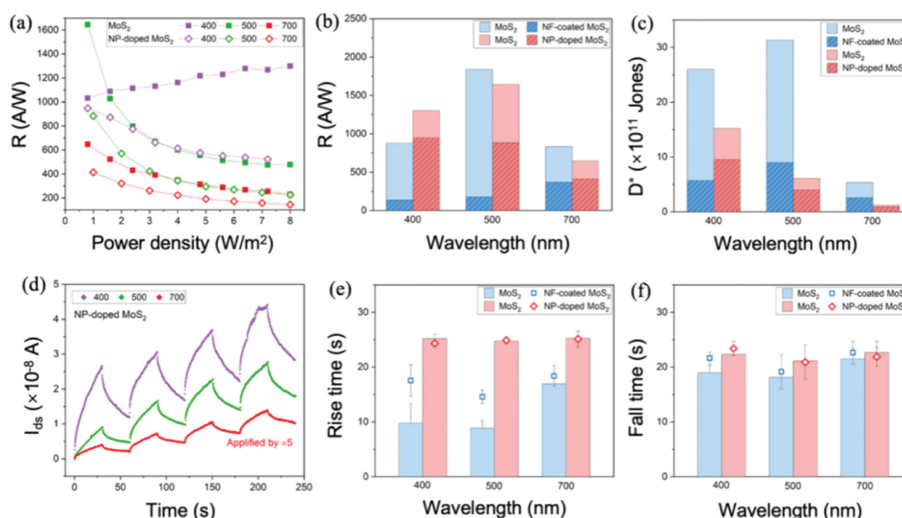 (a)
MoS2 400 500 700
NP-doped MoS2 400 500 700
R (A/W)
1600
1400
1200
1000
800
600
400
200
0 1 2 3 4 5 6 7 8
Power density (W/m²)
(b)
MoS2 NF-coated MoS2
MoS2 NP-doped MoS2
R (A/W)
2500
2000
1500
1000
500
0
400 500 700
Wavelength (nm)
(c)
MoS2
NF-coated MoS2
MoS2
NP-doped MoS2
D* (×10¹¹ Jones)
30
20
10
0
400 500 700
Wavelength (nm)
(d)
400 500 700
NP-doped MoS2
Ids (×10⁻⁸ A)
5
4
3
2
1
0
Applified by ×5
0 50 100 150 200 250
Time (s)
(e)
MoS2 NF-coated MoS2
MoS2 NP-doped MoS2
Rise time (s)
30
20
10
0
400 500 700
Wavelength (nm)
(f)
MoS2 NF-coated MoS2
MoS2 NP-doped MoS2
Fall time (s)
30
20
10
0
400 500 700
Wavelength (nm)